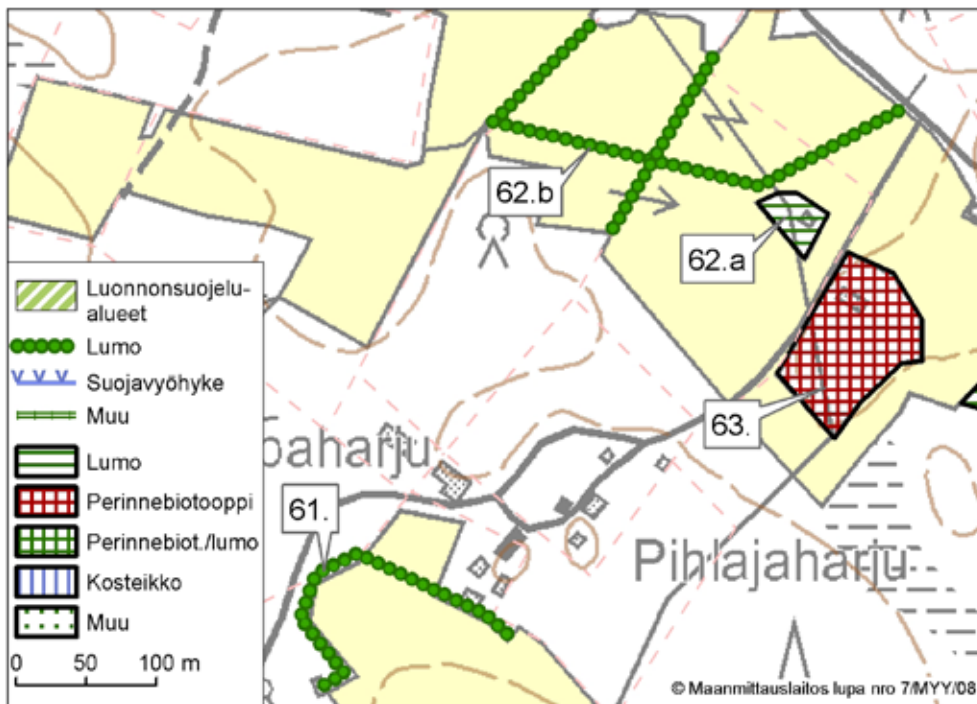 62.b
62.a
63.
61.
Pihlajaharju
Luonnonsuojelu-
alueet
Lumo
Suojavyöhyke
Muu
Lumo
Perinnebiotooppi
Perinnebiot./lumo
Kosteikko
Muu
0 50 100 m
© Maanmittauslaitos lupa nro 7/MYY/08